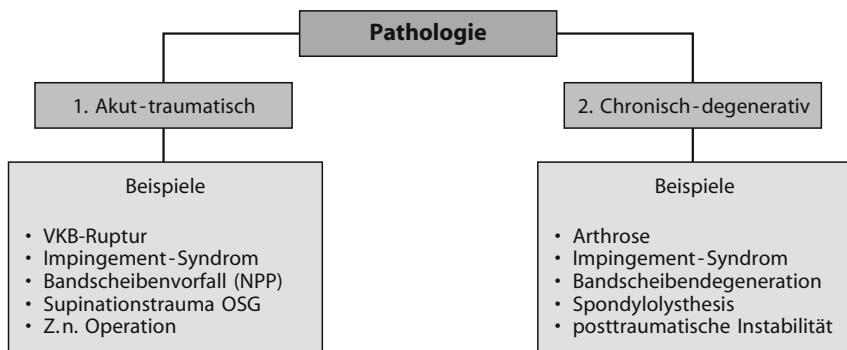 Pathologie
1. Akut-traumatisch
Beispiele
• VKB-Ruptur
• Impingement-Syndrom
• Bandscheibenvorfall (NPP)
• Supinationstrauma OSG
• Z.n. Operation
2. Chronisch-degenerativ
Beispiele
• Arthrose
• Impingement-Syndrom
• Bandscheibendegeneration
• Spondylolysthesis
• posttraumatische Instabilität